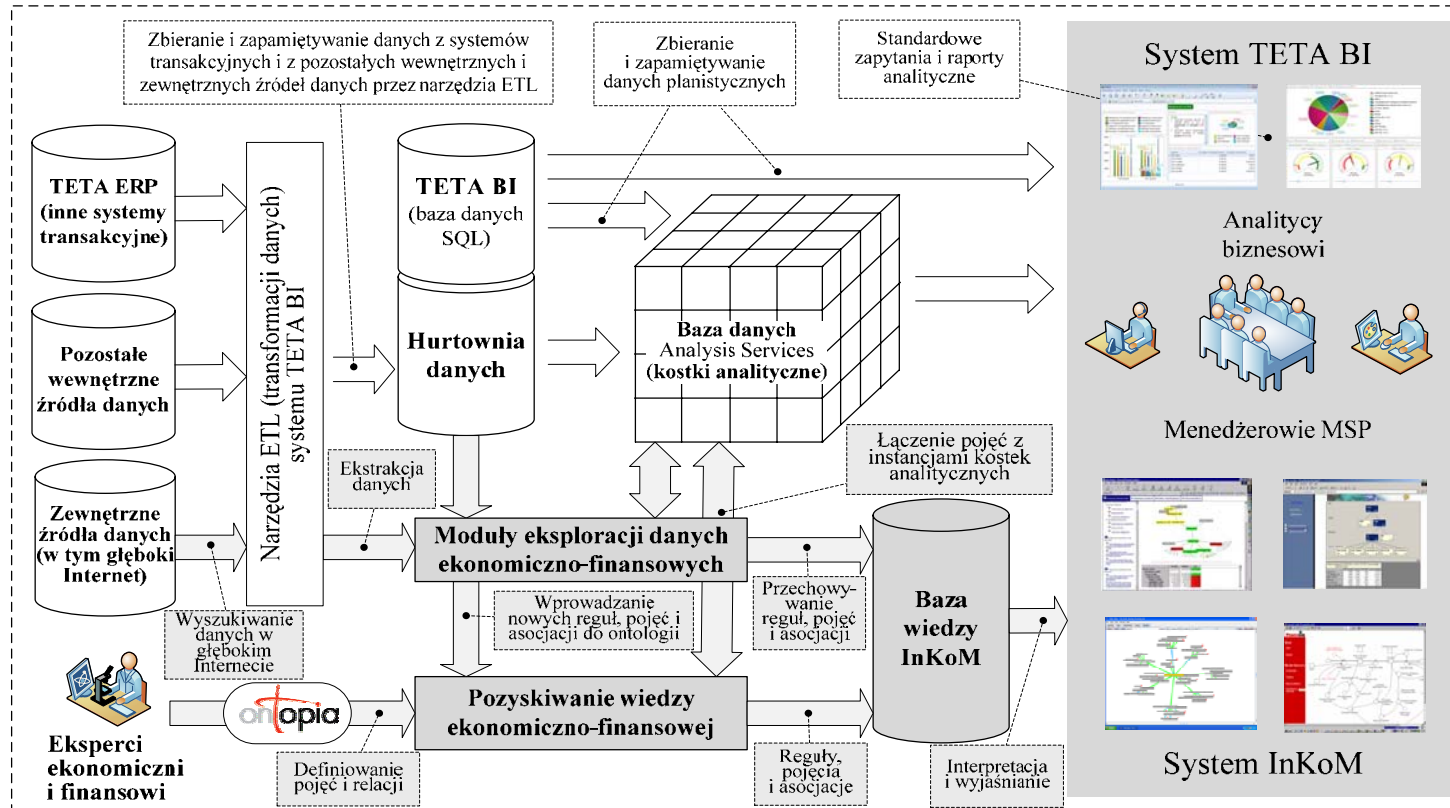 Zbieranie i zapamiętywanie danych z systemów
transakcyjnych i z pozostałych wewnętrznych i
zewnętrznych źródeł danych przez narzędzia ETL
Zbieranie
i zapamiętywanie
danych planistycznych
Standardowe
zapytania i raporty
analityczne
System TETA BI
TETA ERP
(inne systemy
transakcyjne)
Pozostałe
wewnętrzne
źródła danych
Zewnętrzne
źródła danych
(w tym głęboki
Internet)
Narzędzia ETL (transformacji danych)
systemu TETA BI
TETA BI
(baza danych
SQL)
Hurtownia
danych
Baza danych
Analysis Services
(kostki analityczne)
Analitycy
biznesowi
Menedżerowie MSP
Łączenie pojęć z
instancjami kostek
analitycznych
Ekstrakcja
danych
Moduły eksploracji danych
ekonomiczno-finansowych
Wyszukiwanie
danych w
głębokim
Internecie
Wprowadzanie
nowych reguł, pojęć i
asocjacji do ontologii
Przechowy-
wanie
reguł, pojęć
i asocjacji
Baza
wiedzy
InKoM
ontopia
Pozyskiwanie wiedzy
ekonomiczno-finansowej
Eksperci
ekonomiczni
i finansowi
Definiowanie
pojęć i relacji
Reguły,
pojęcia
i asocjacje
Interpretacja
i wyjaśnianie
System InKoM